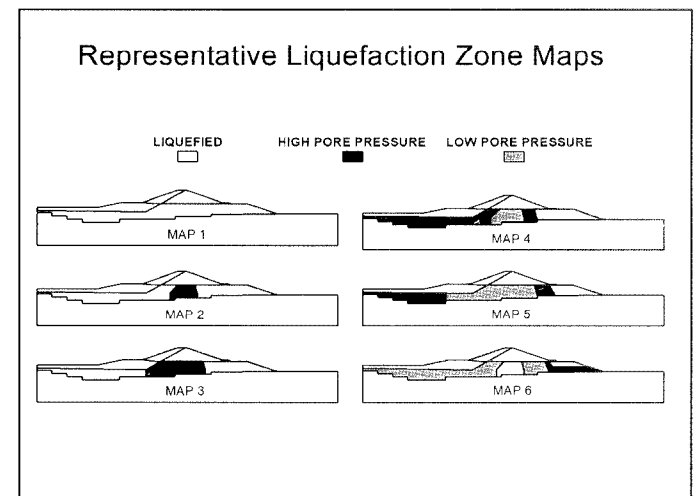 Representative Liquefaction Zone Maps
LIQUEFIED HIGH PORE PRESSURE LOW PORE PRESSURE
MAP 1
MAP 4
MAP 2
MAP 5
MAP 3
MAP 6